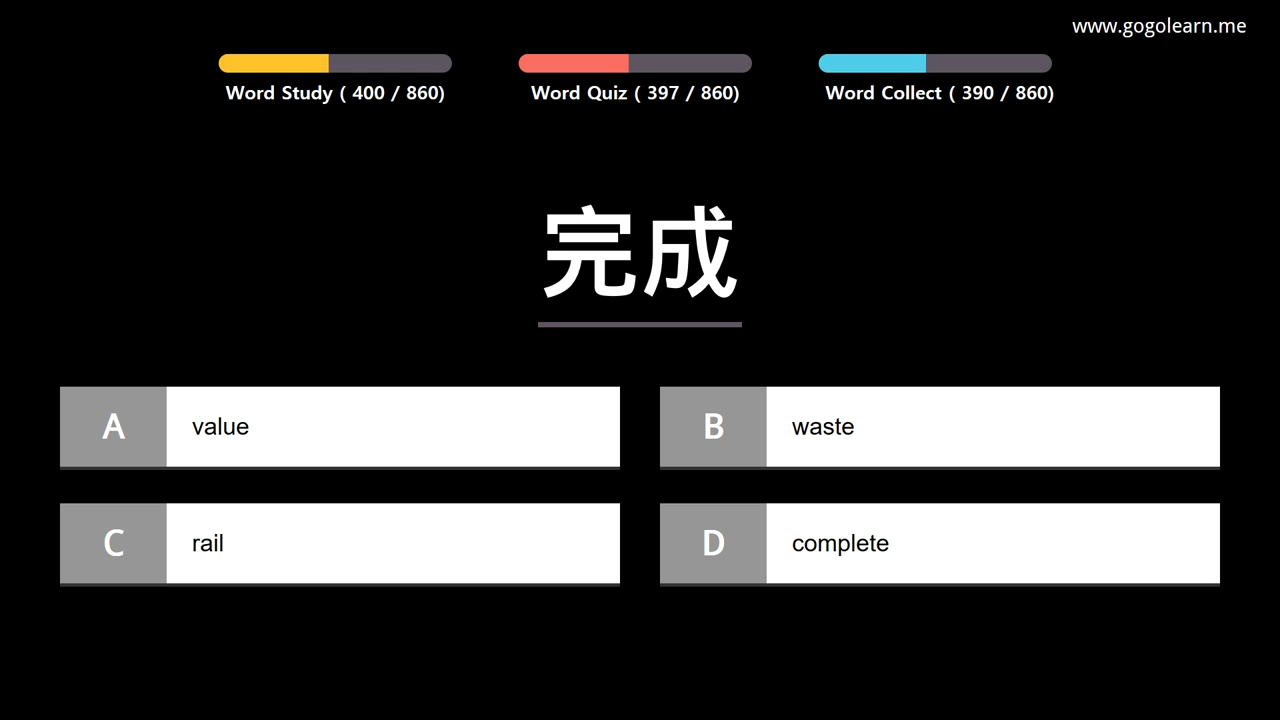 www.gogolearn.me
Word Study ( 400 / 860)
Word Quiz ( 397 / 860)
Word Collect ( 390 / 860)
完成
A value
B waste
C rail
D complete